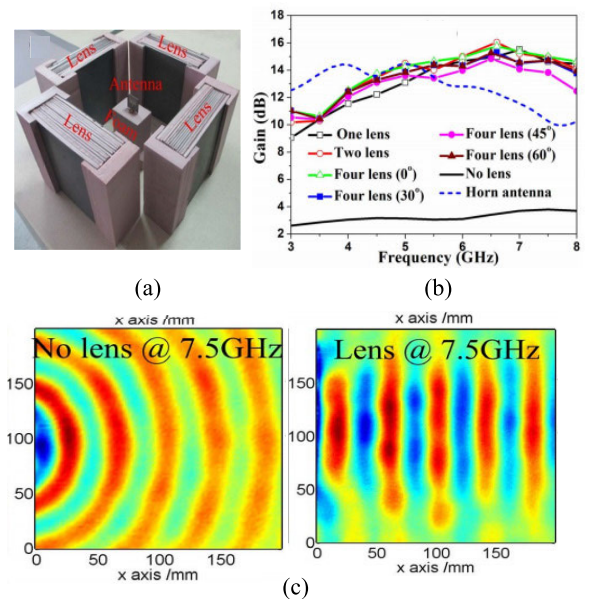 Lens
Lens
Antenna
Lens
Lens
Foam
(a)
18
16
14
12
10
8
6
4
2
Gain (dB)
One lens
Two lens
Four lens (0°)
Four lens (30°)
Four lens (45°)
Four lens (60°)
No lens
Horn antenna
3 4 5 6 7 8
Frequency (GHz)
(b)
x axis /mm
No lens @ 7.5GHz
150
100
50
0
0 50 100 150
x axis /mm
x axis /mm
Lens @ 7.5GHz
150
100
50
0
0 50 100 150
x axis /mm
(c)